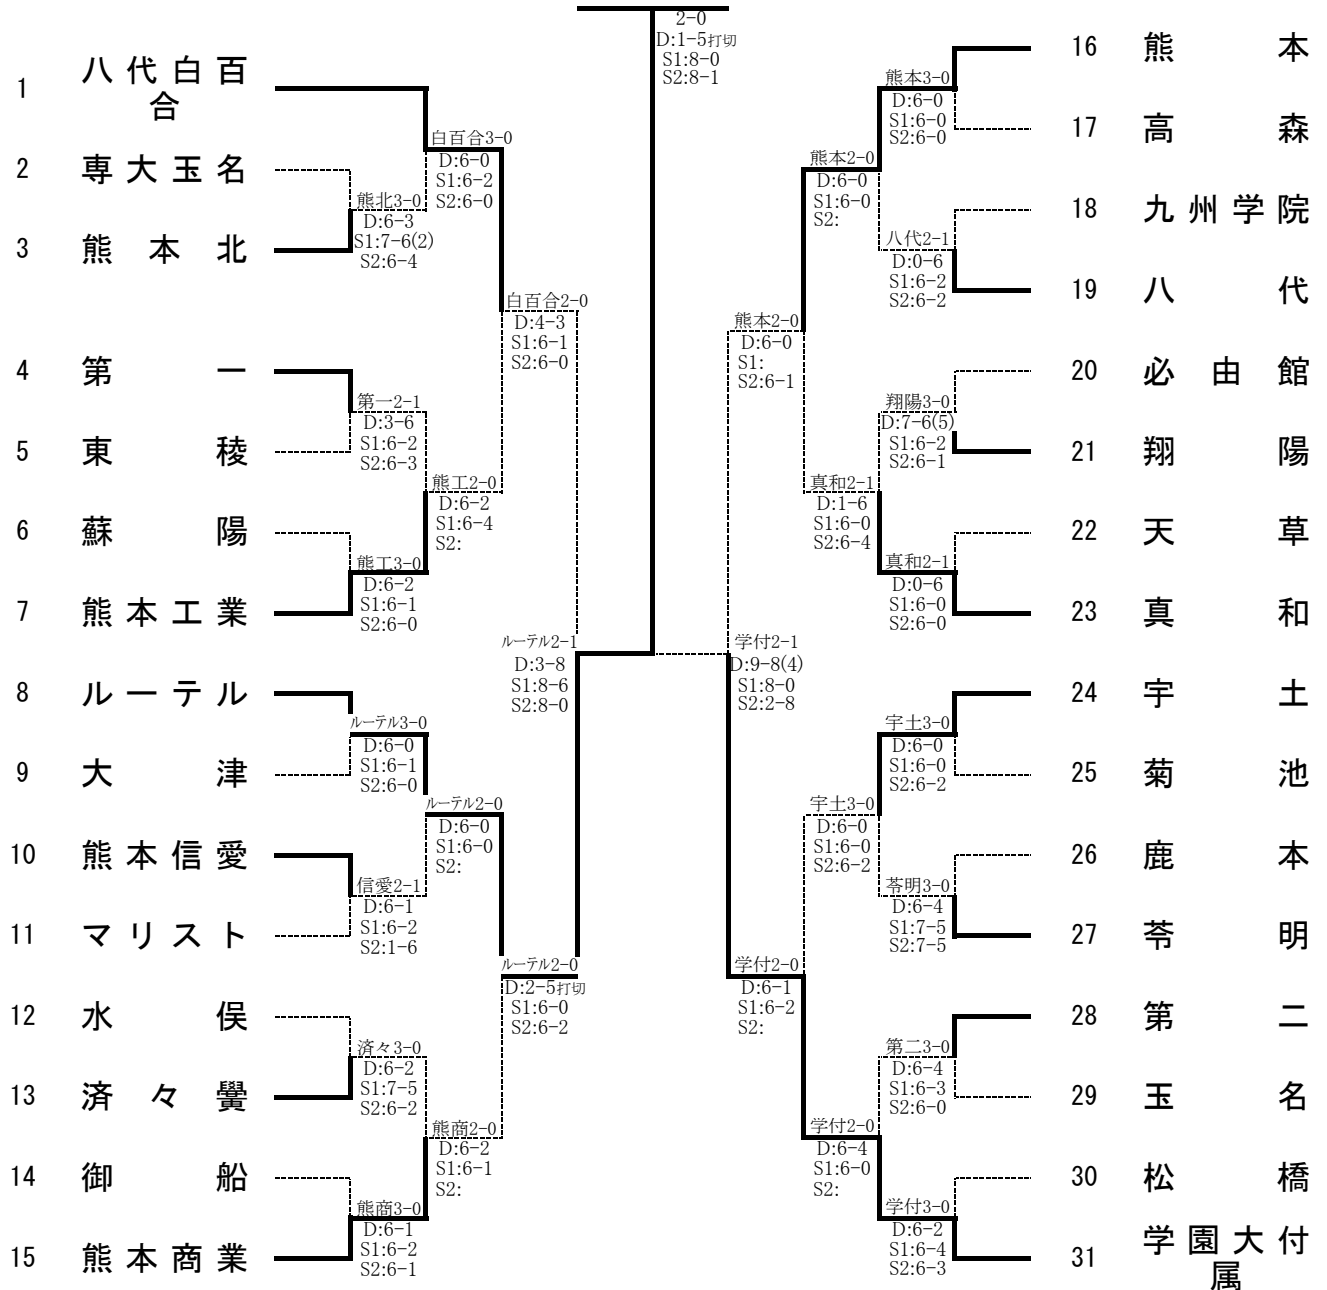 2-0
D:1-5打切
S1:8-0
S2:8-1
1 八代白百合
2 専大玉名
3 熊本北
4 第一
5 東稜
6 蘇陽
7 熊本工業
8 ルーテル
9 大津
10 熊本信愛
11 マリスト
12 水俣
13 済々黌
14 御船
15 熊本商業
熊北3-0
D:6-3
S1:7-6(2)
S2:6-4
第一2-1
D:3-6
S1:6-2
S2:6-3
熊工3-0
D:6-2
S1:6-1
S2:6-0
ルーテル3-0
D:6-0
S1:6-1
S2:6-0
信愛2-1
D:6-1
S1:6-2
S2:1-6
済々3-0
D:6-2
S1:7-5
S2:6-2
熊商3-0
D:6-1
S1:6-2
S2:6-1
白百合3-0
D:6-0
S1:6-2
S2:6-0
熊工2-0
D:6-2
S1:6-4
S2:
ルーテル2-0
D:6-0
S1:6-0
S2:
熊商2-0
D:6-2
S1:6-1
S2:
白百合2-0
D:4-3
S1:6-1
S2:6-0
ルーテル2-0
D:2-5打切
S1:6-0
S2:6-2
ルーテル2-1
D:3-8
S1:8-6
S2:8-0
学付2-1
D:9-8(4)
S1:8-0
S2:2-8
熊本2-0
D:6-0
S1:
S2:6-1
学付2-0
D:6-1
S1:6-2
S2:
熊本2-0
D:6-0
S1:6-0
S2:
真和2-1
D:1-6
S1:6-0
S2:6-4
宇土3-0
D:6-0
S1:6-0
S2:6-2
学付2-0
D:6-4
S1:6-0
S2:
熊本3-0
D:6-0
S1:6-0
S2:6-0
八代2-1
D:0-6
S1:6-2
S2:6-2
翔陽3-0
D:7-6(5)
S1:6-2
S2:6-1
真和2-1
D:0-6
S1:6-0
S2:6-0
宇土3-0
D:6-0
S1:6-0
S2:6-2
苓明3-0
D:6-4
S1:7-5
S2:7-5
第二3-0
D:6-4
S1:6-3
S2:6-0
学付3-0
D:6-2
S1:6-4
S2:6-3
16 熊本
17 高森
18 九州学院
19 八代
20 必由館
21 翔陽
22 天草
23 真和
24 宇土
25 菊池
26 鹿本
27 苓明
28 第二
29 玉名
30 松橋
31 学園大付属